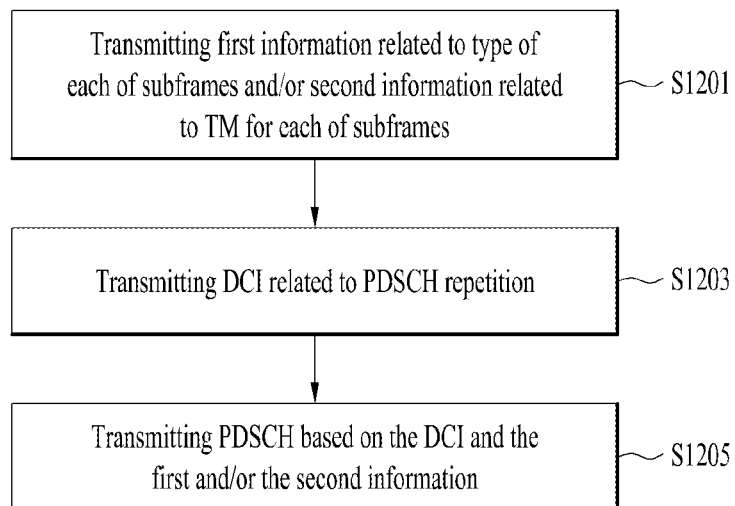 Transmitting first information related to type of
each of subframes and/or second information related
to TM for each of subframes
S1201
Transmitting DCI related to PDSCH repetition
S1203
Transmitting PDSCH based on the DCI and the
first and/or the second information
S1205